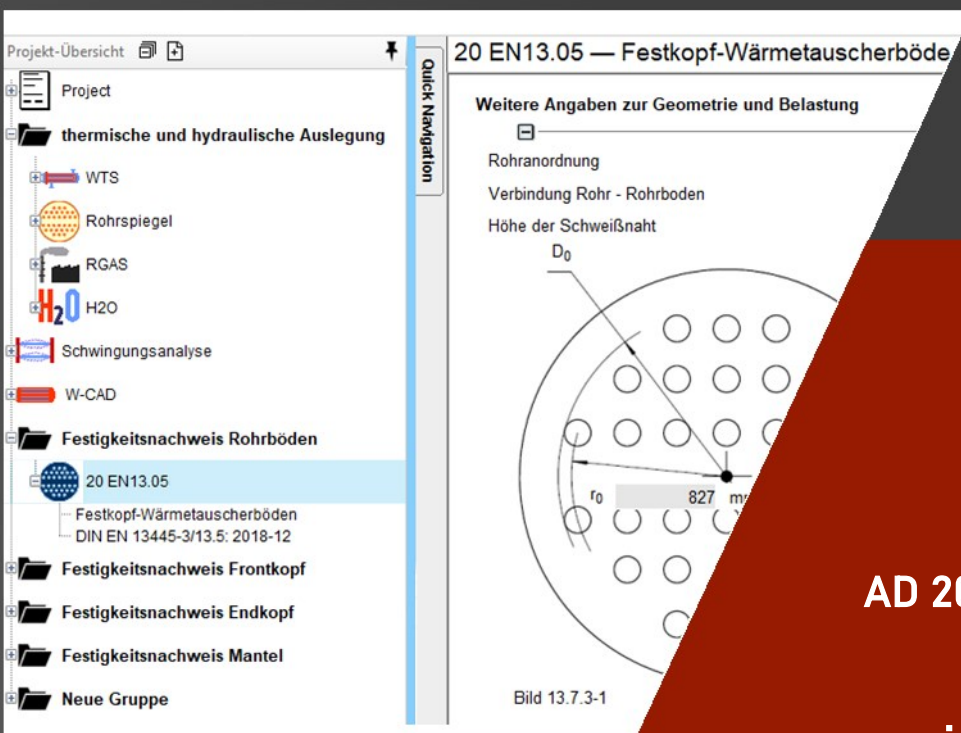 Projekt-Übersicht
Project
thermische und hydraulische Auslegung
WTS
Rohrspiegel
RGAS
H2O H2O
Schwingungsanalyse
W-CAD
Festigkeitsnachweis Rohrböden
20 EN13.05
Festkopf-Wärmetauscherböden
DIN EN 13445-3/13.5: 2018-12
Festigkeitsnachweis Frontkopf
Festigkeitsnachweis Endkopf
Festigkeitsnachweis Mantel
Neue Gruppe
Quick Navigation
20 EN13.05 — Festkopf-Wärmetauscherböde
Weitere Angaben zur Geometrie und Belastung
Rohranordnung
Verbindung Rohr - Rohrboden
Höhe der Schweißnaht
D0
r0 827
Bild 13.7.3-1
AD 20